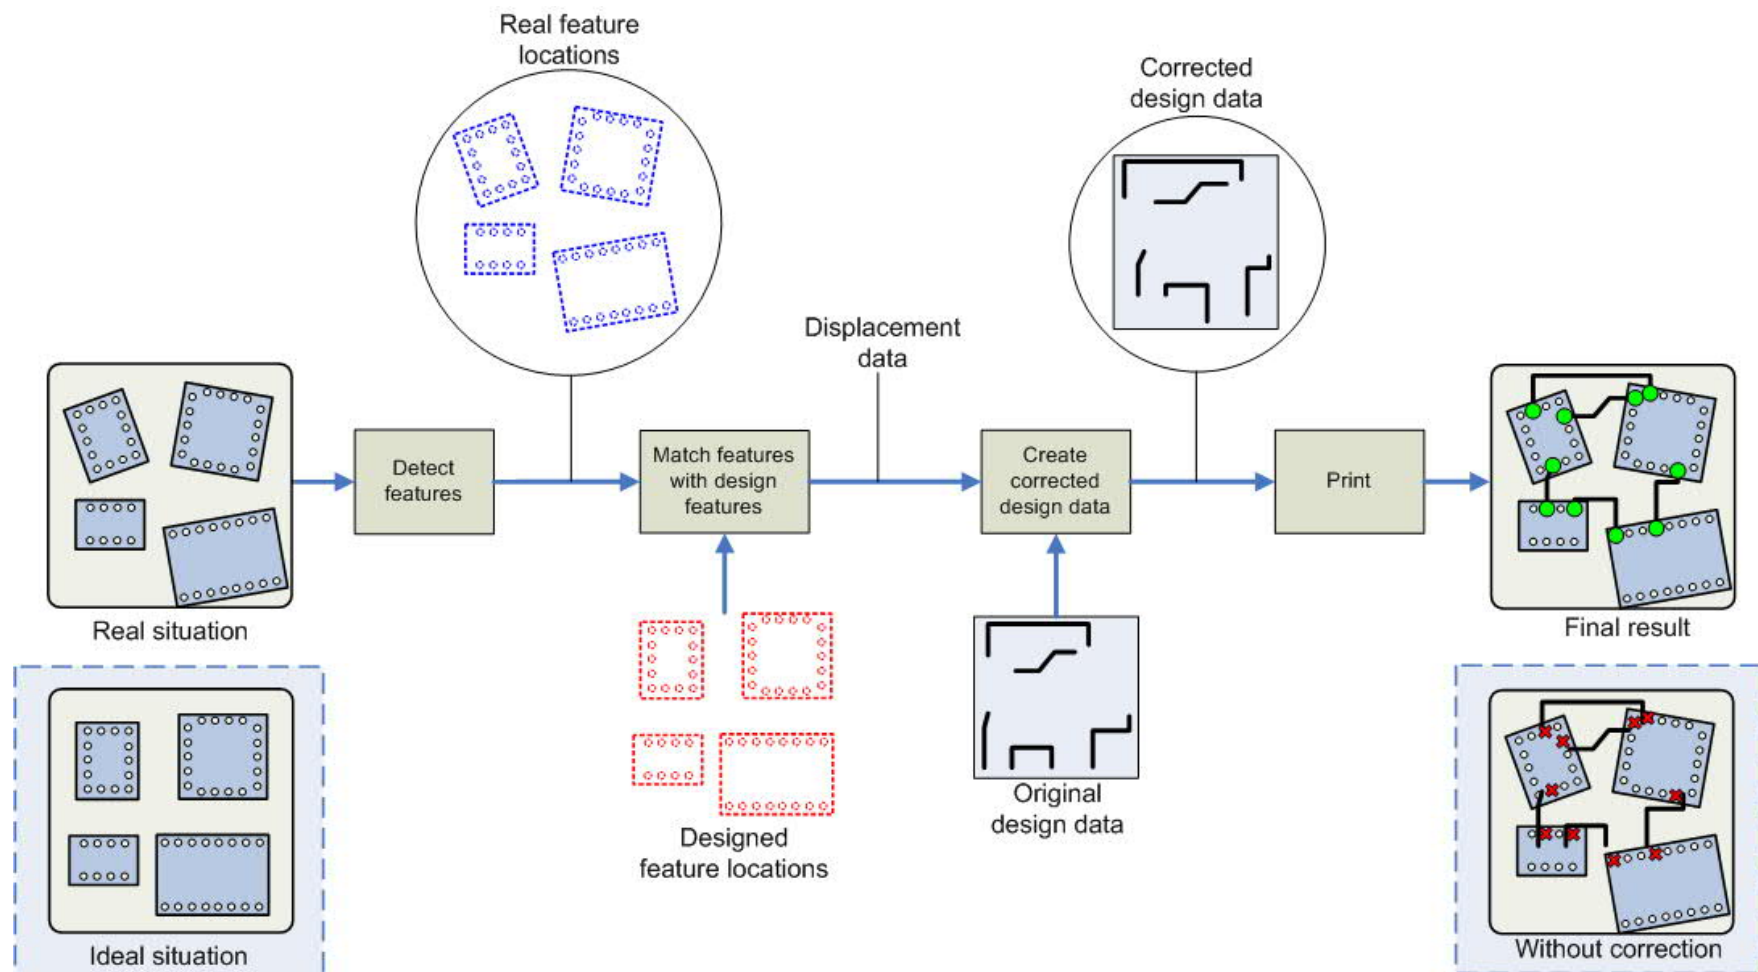 Real feature
locations
Corrected
design data
Displacement
data
Detect
features
Match features
with design
features
Create
corrected
design data
Print
Real situation
Final result
Original
design data
Designed
feature locations
Ideal situation
Without correction